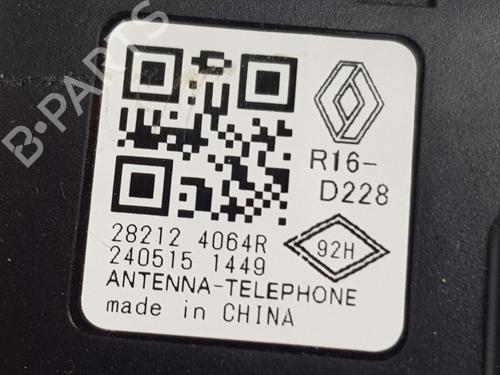 B-PARTS
R16-
D228
28212 4064R
240515 1449
92H
ANTENNA-TELEPHONE
made in CHINA